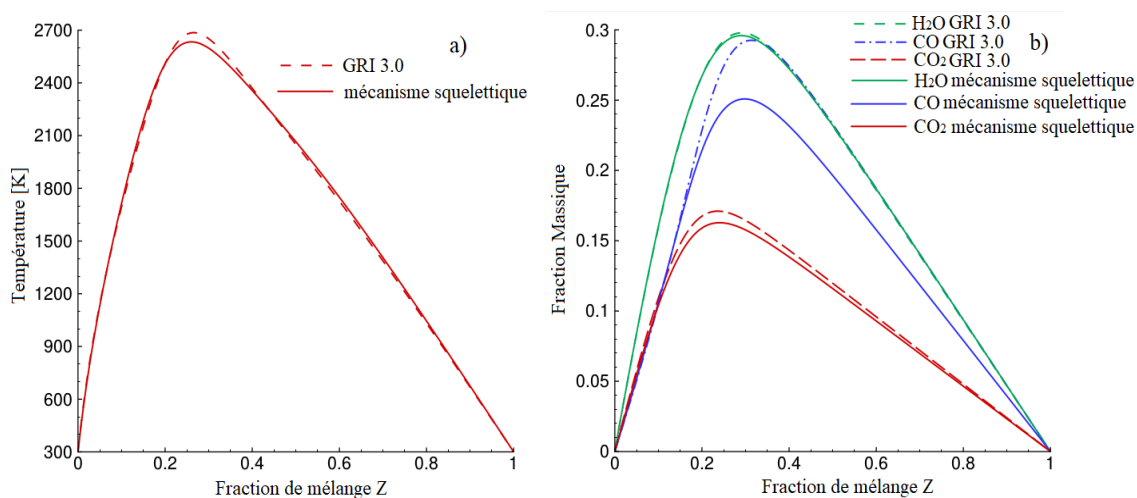 a)
GRI 3.0
mécanisme squelettique
2700
2400
2100
1800
1500
1200
900
600
300
Température [K]
0
0.2
0.4
0.6
0.8
1
Fraction de mélange Z
b)
H2O GRI 3.0
CO GRI 3.0
CO2 GRI 3.0
H2O mécanisme squelettique
CO mécanisme squelettique
CO2 mécanisme squelettique
0.3
0.25
0.2
0.15
0.1
0.05
0
Fraction Massique
0
0.2
0.4
0.6
0.8
1
Fraction de mélange Z